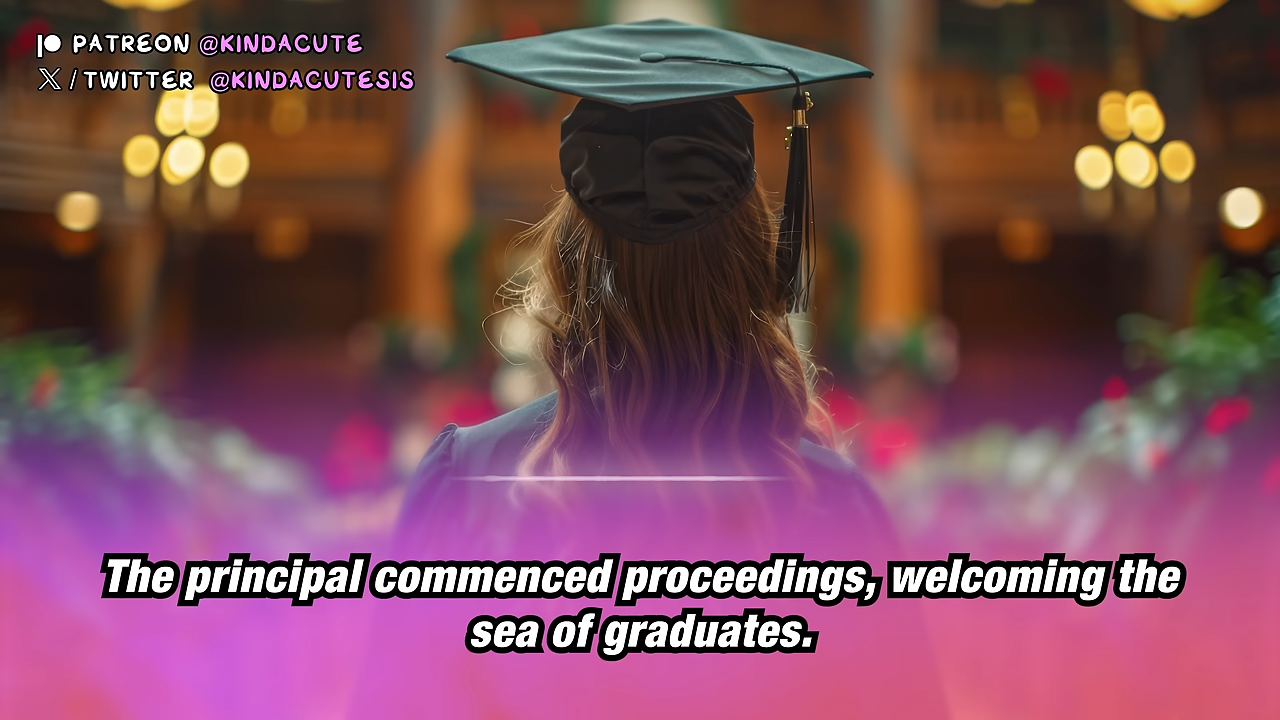 PATREON @KINDACUTE
X / TWITTER @KINDACUTESIS
The principal commenced proceedings, welcoming the
sea of graduates.